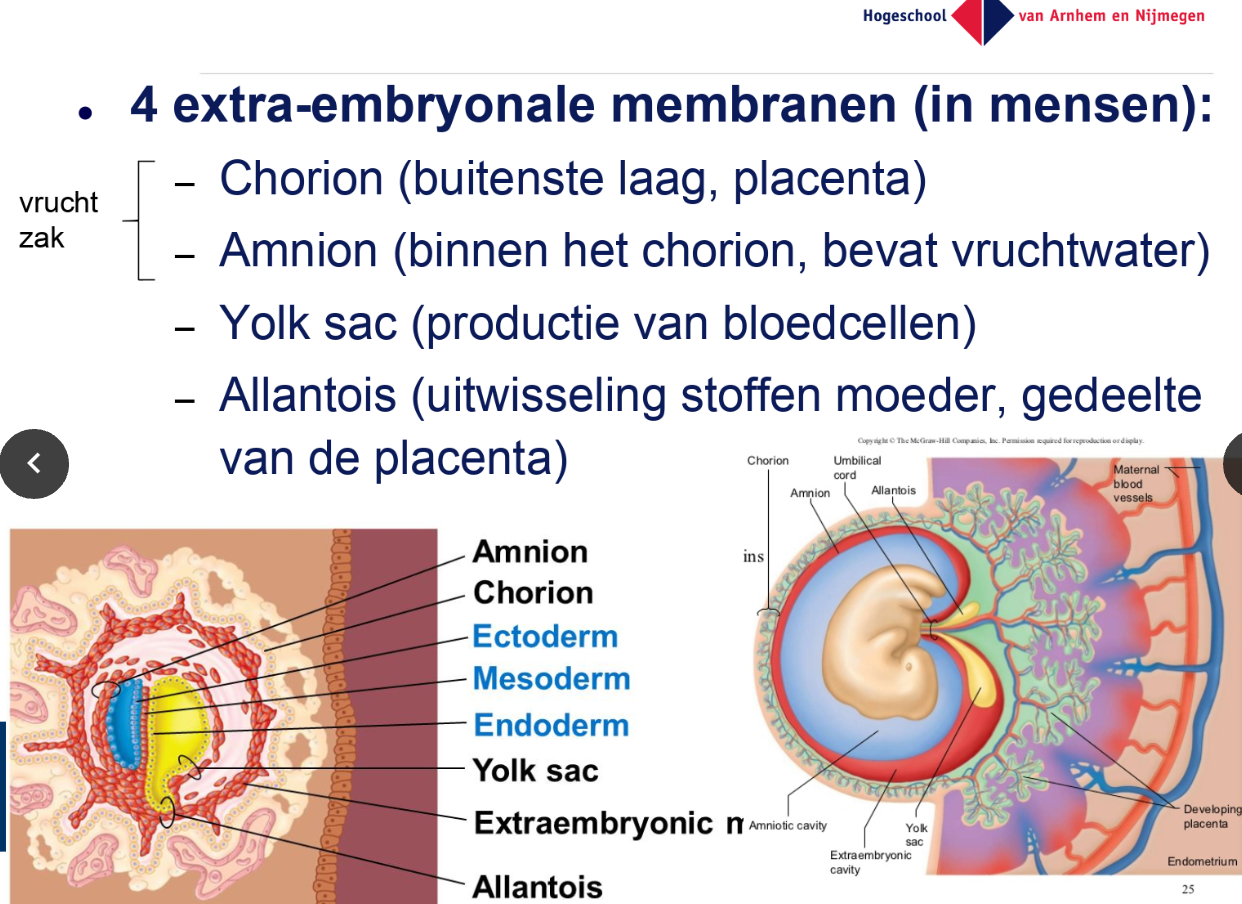 Hogeschool van Arnhem en Nijmegen
• 4 extra-embryonale membranen (in mensen):
vrucht
zak
– Chorion (buitenste laag, placenta)
– Amnion (binnen het chorion, bevat vruchtwater)
– Yolk sac (productie van bloedcellen)
– Allantois (uitwisseling stoffen moeder, gedeelte
van de placenta)
Amnion
Chorion
Ectoderm
Mesoderm
Endoderm
Yolk sac
Extraembryonic m
Allantois
Copyright © The McGraw-Hill Companies, Inc. Permission required for reproduction or display.
Chorion
Umbilical
cord
Amnion
Allantois
Maternal
blood
vessels
ins
Amniotic cavity
Yolk
sac
Extraembryonic
cavity
Developing
placenta
Endometrium
25